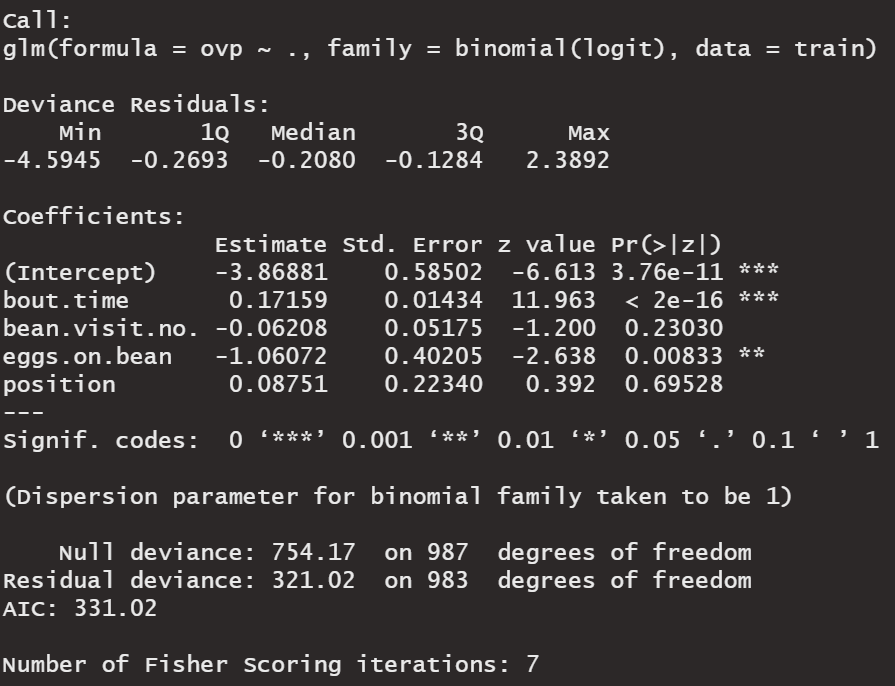 Call:
glm(formula = ovp ~ ., family = binomial(logit), data = train)
Deviance Residuals:
Min 1Q Median 3Q Max
-4.5945 -0.2693 -0.2080 -0.1284 2.3892
Coefficients:
Estimate Std. Error z value Pr(>|z|)
(Intercept) -3.86881 0.58502 -6.613 3.76e-11 ***
bout.time 0.17159 0.01434 11.963 < 2e-16 ***
bean.visit.no. -0.06208 0.05175 -1.200 0.23030
eggs.on.bean -1.06072 0.40205 -2.638 0.00833 **
position 0.08751 0.22340 0.392 0.69528
---
Signif. codes: 0 ‘***’ 0.001 ‘**’ 0.01 ‘*’ 0.05 ‘.’ 0.1 ‘ ’ 1
(Dispersion parameter for binomial family taken to be 1)
Null deviance: 754.17 on 987 degrees of freedom
Residual deviance: 321.02 on 983 degrees of freedom
AIC: 331.02
Number of Fisher Scoring iterations: 7